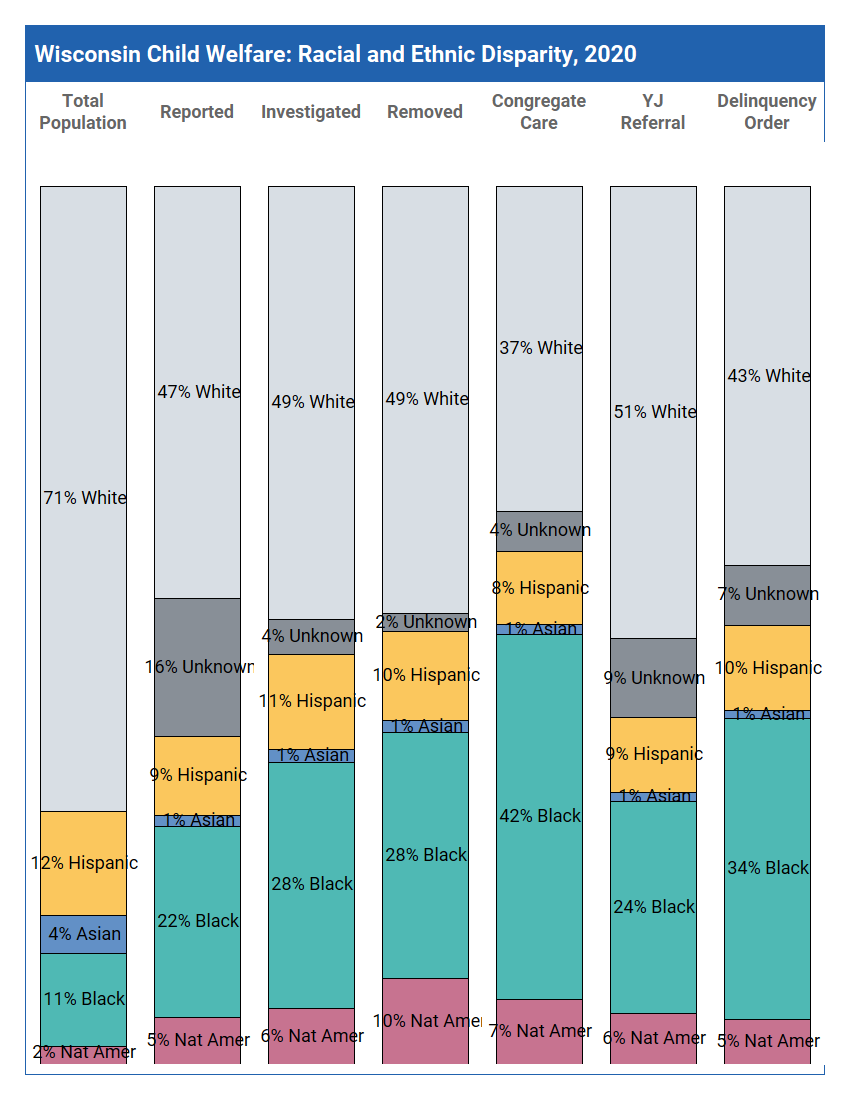 Wisconsin Child Welfare: Racial and Ethnic Disparity, 2020
Total
Population
Reported
Investigated
Removed
Congregate
Care
YJ
Referral
Delinquency
Order
71% White
12% Hispanic
4% Asian
11% Black
2% Nat Amer
47% White
16% Unknown
9% Hispanic
1% Asian
22% Black
5% Nat Amer
49% White
4% Unknown
11% Hispanic
1% Asian
28% Black
6% Nat Amer
49% White
2% Unknown
10% Hispanic
1% Asian
28% Black
10% Nat Amer
37% White
4% Unknown
8% Hispanic
1% Asian
42% Black
7% Nat Amer
51% White
9% Unknown
9% Hispanic
1% Asian
24% Black
6% Nat Amer
43% White
7% Unknown
10% Hispanic
1% Asian
34% Black
5% Nat Amer